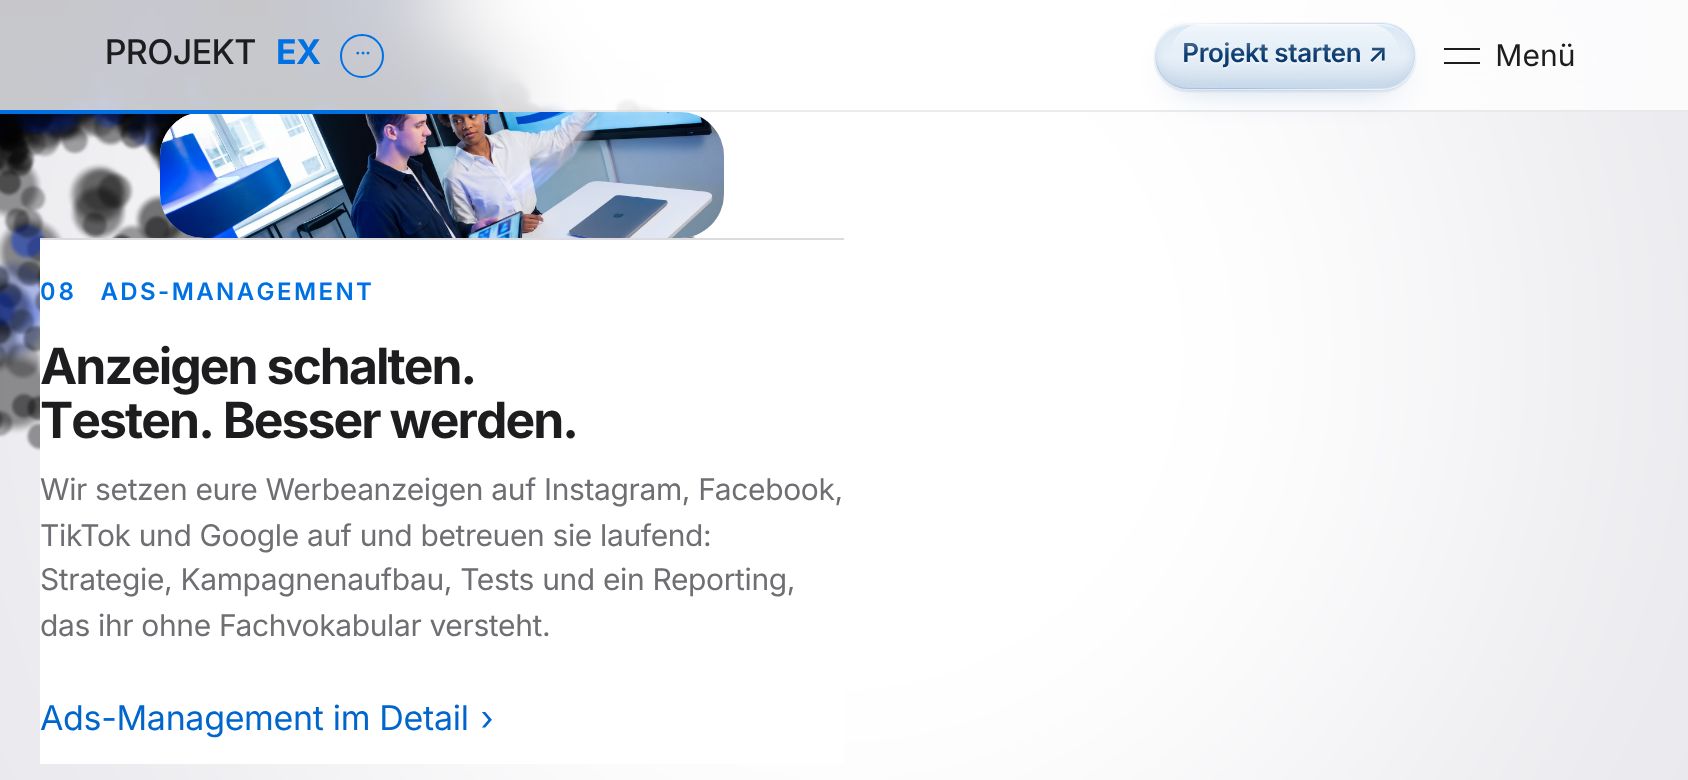 PROJEKT EX ...
Projekt starten ↗
Menü
08 ADS-MANAGEMENT
Anzeigen schalten.
Testen. Besser werden.
Wir setzen eure Werbeanzeigen auf Instagram, Facebook,
TikTok und Google auf und betreuen sie laufend:
Strategie, Kampagnenaufbau, Tests und ein Reporting,
das ihr ohne Fachvokabular versteht.
Ads-Management im Detail ›